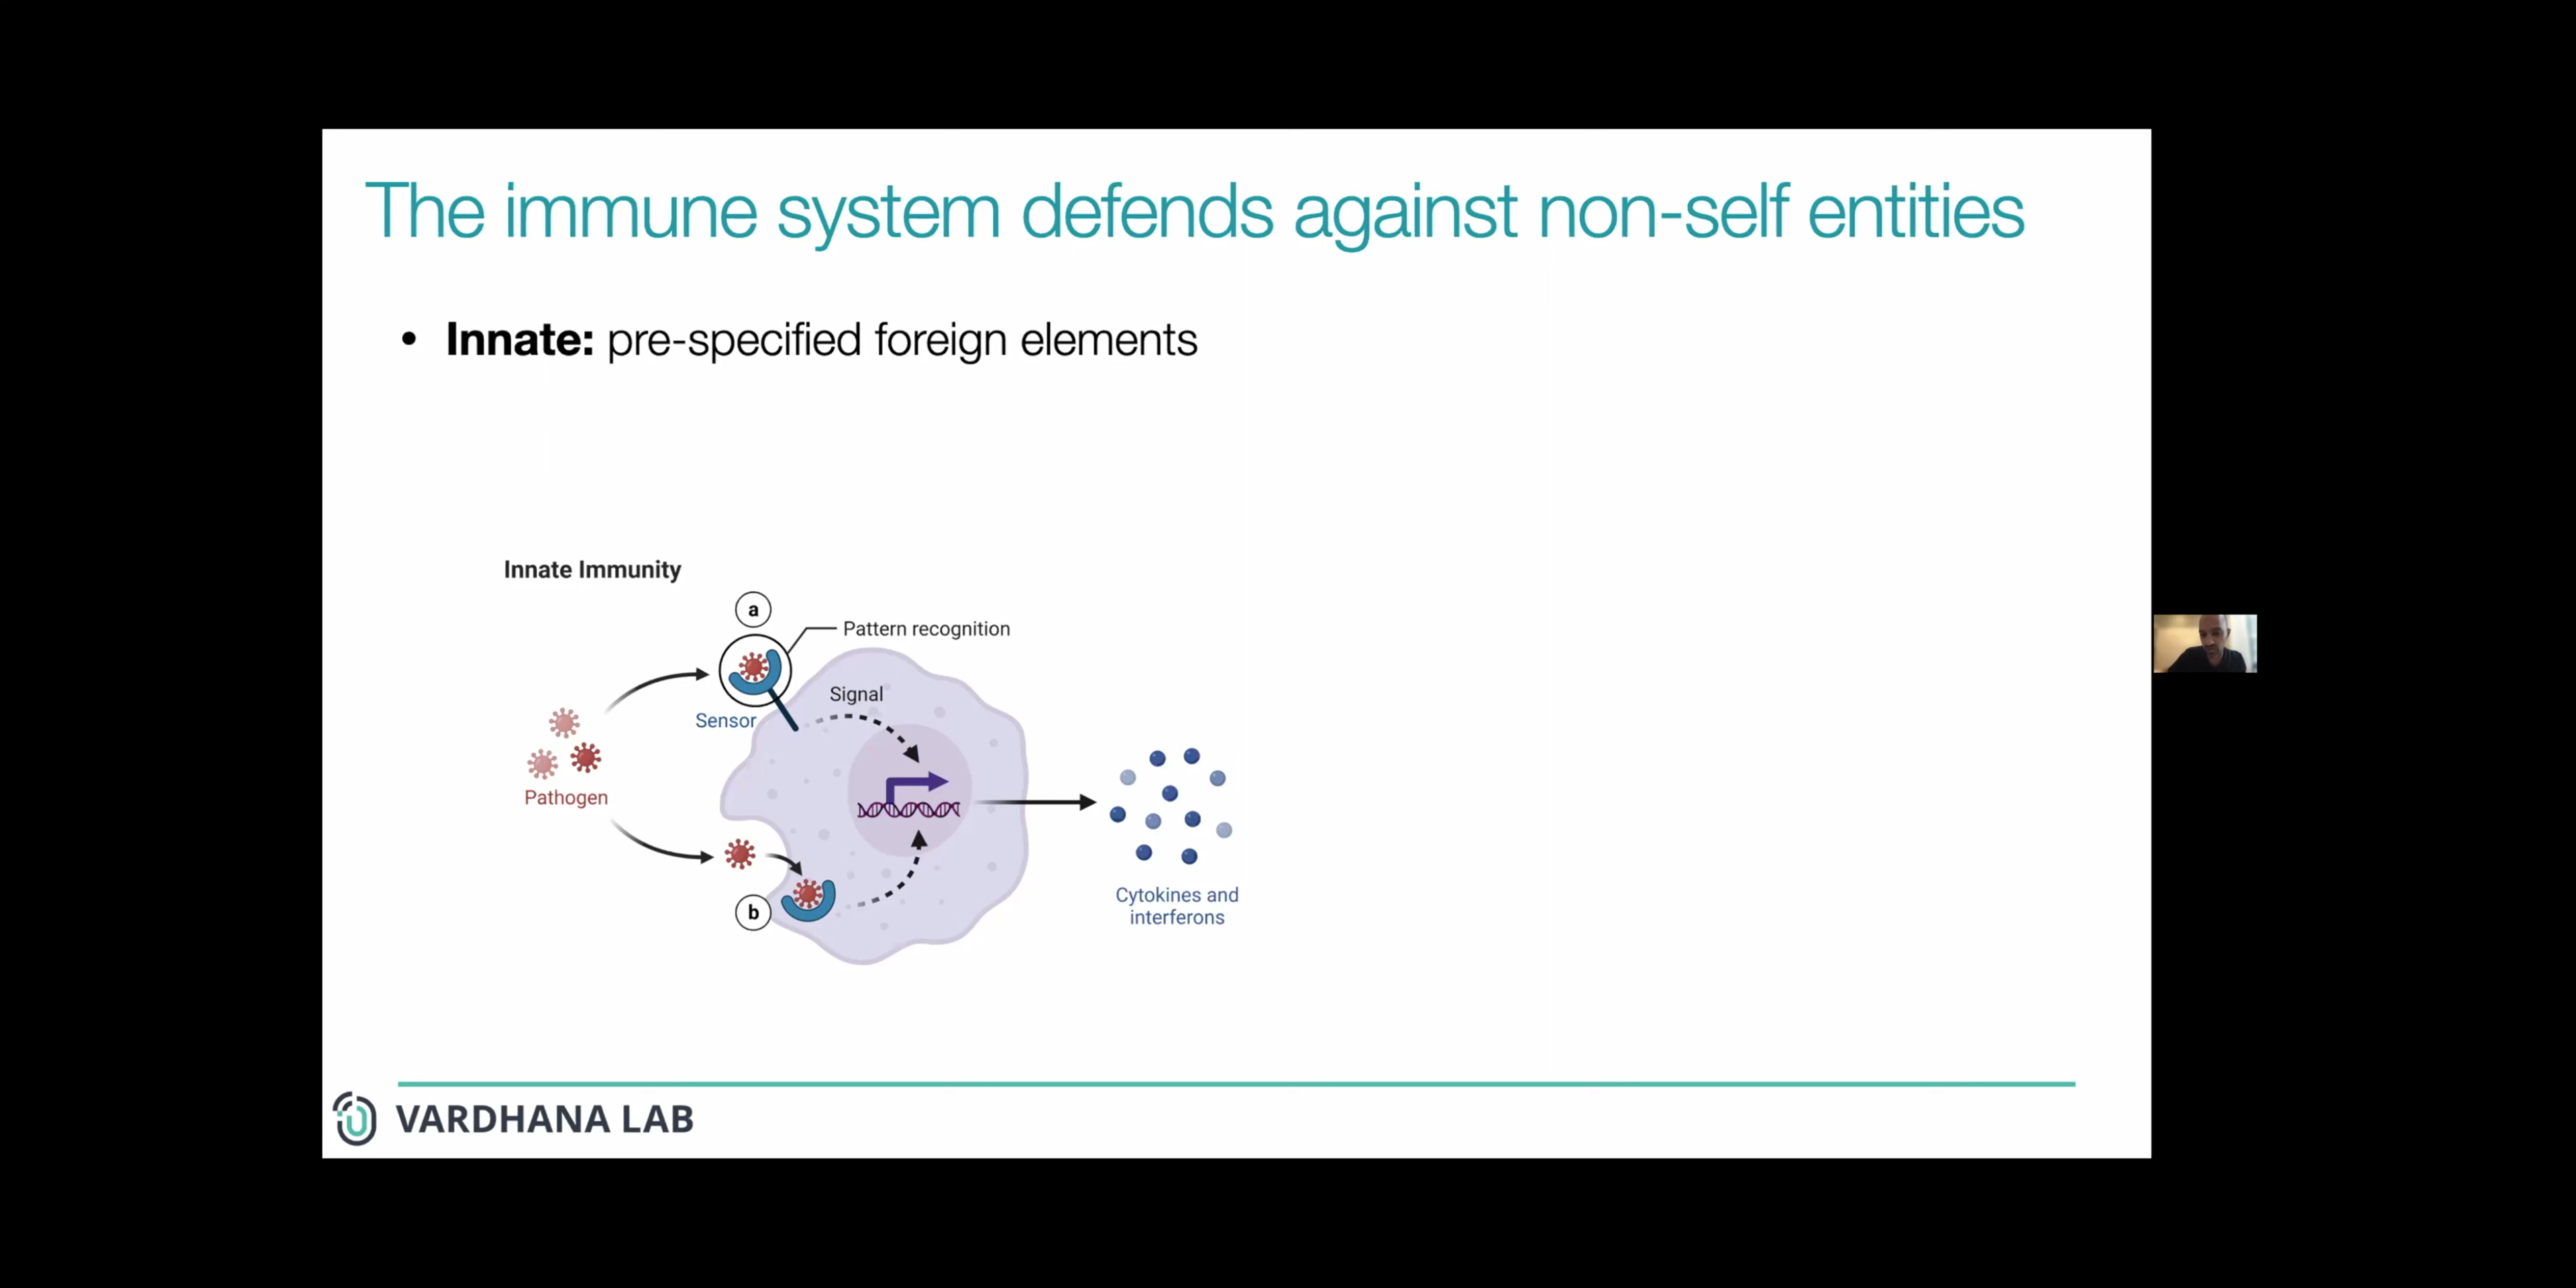 The immune system defends against non-self entities
• Innate: pre-specified foreign elements
Innate Immunity
a
Pattern recognition
Signal
Sensor
Pathogen
b
Cytokines and
interferons
VARDHANA LAB